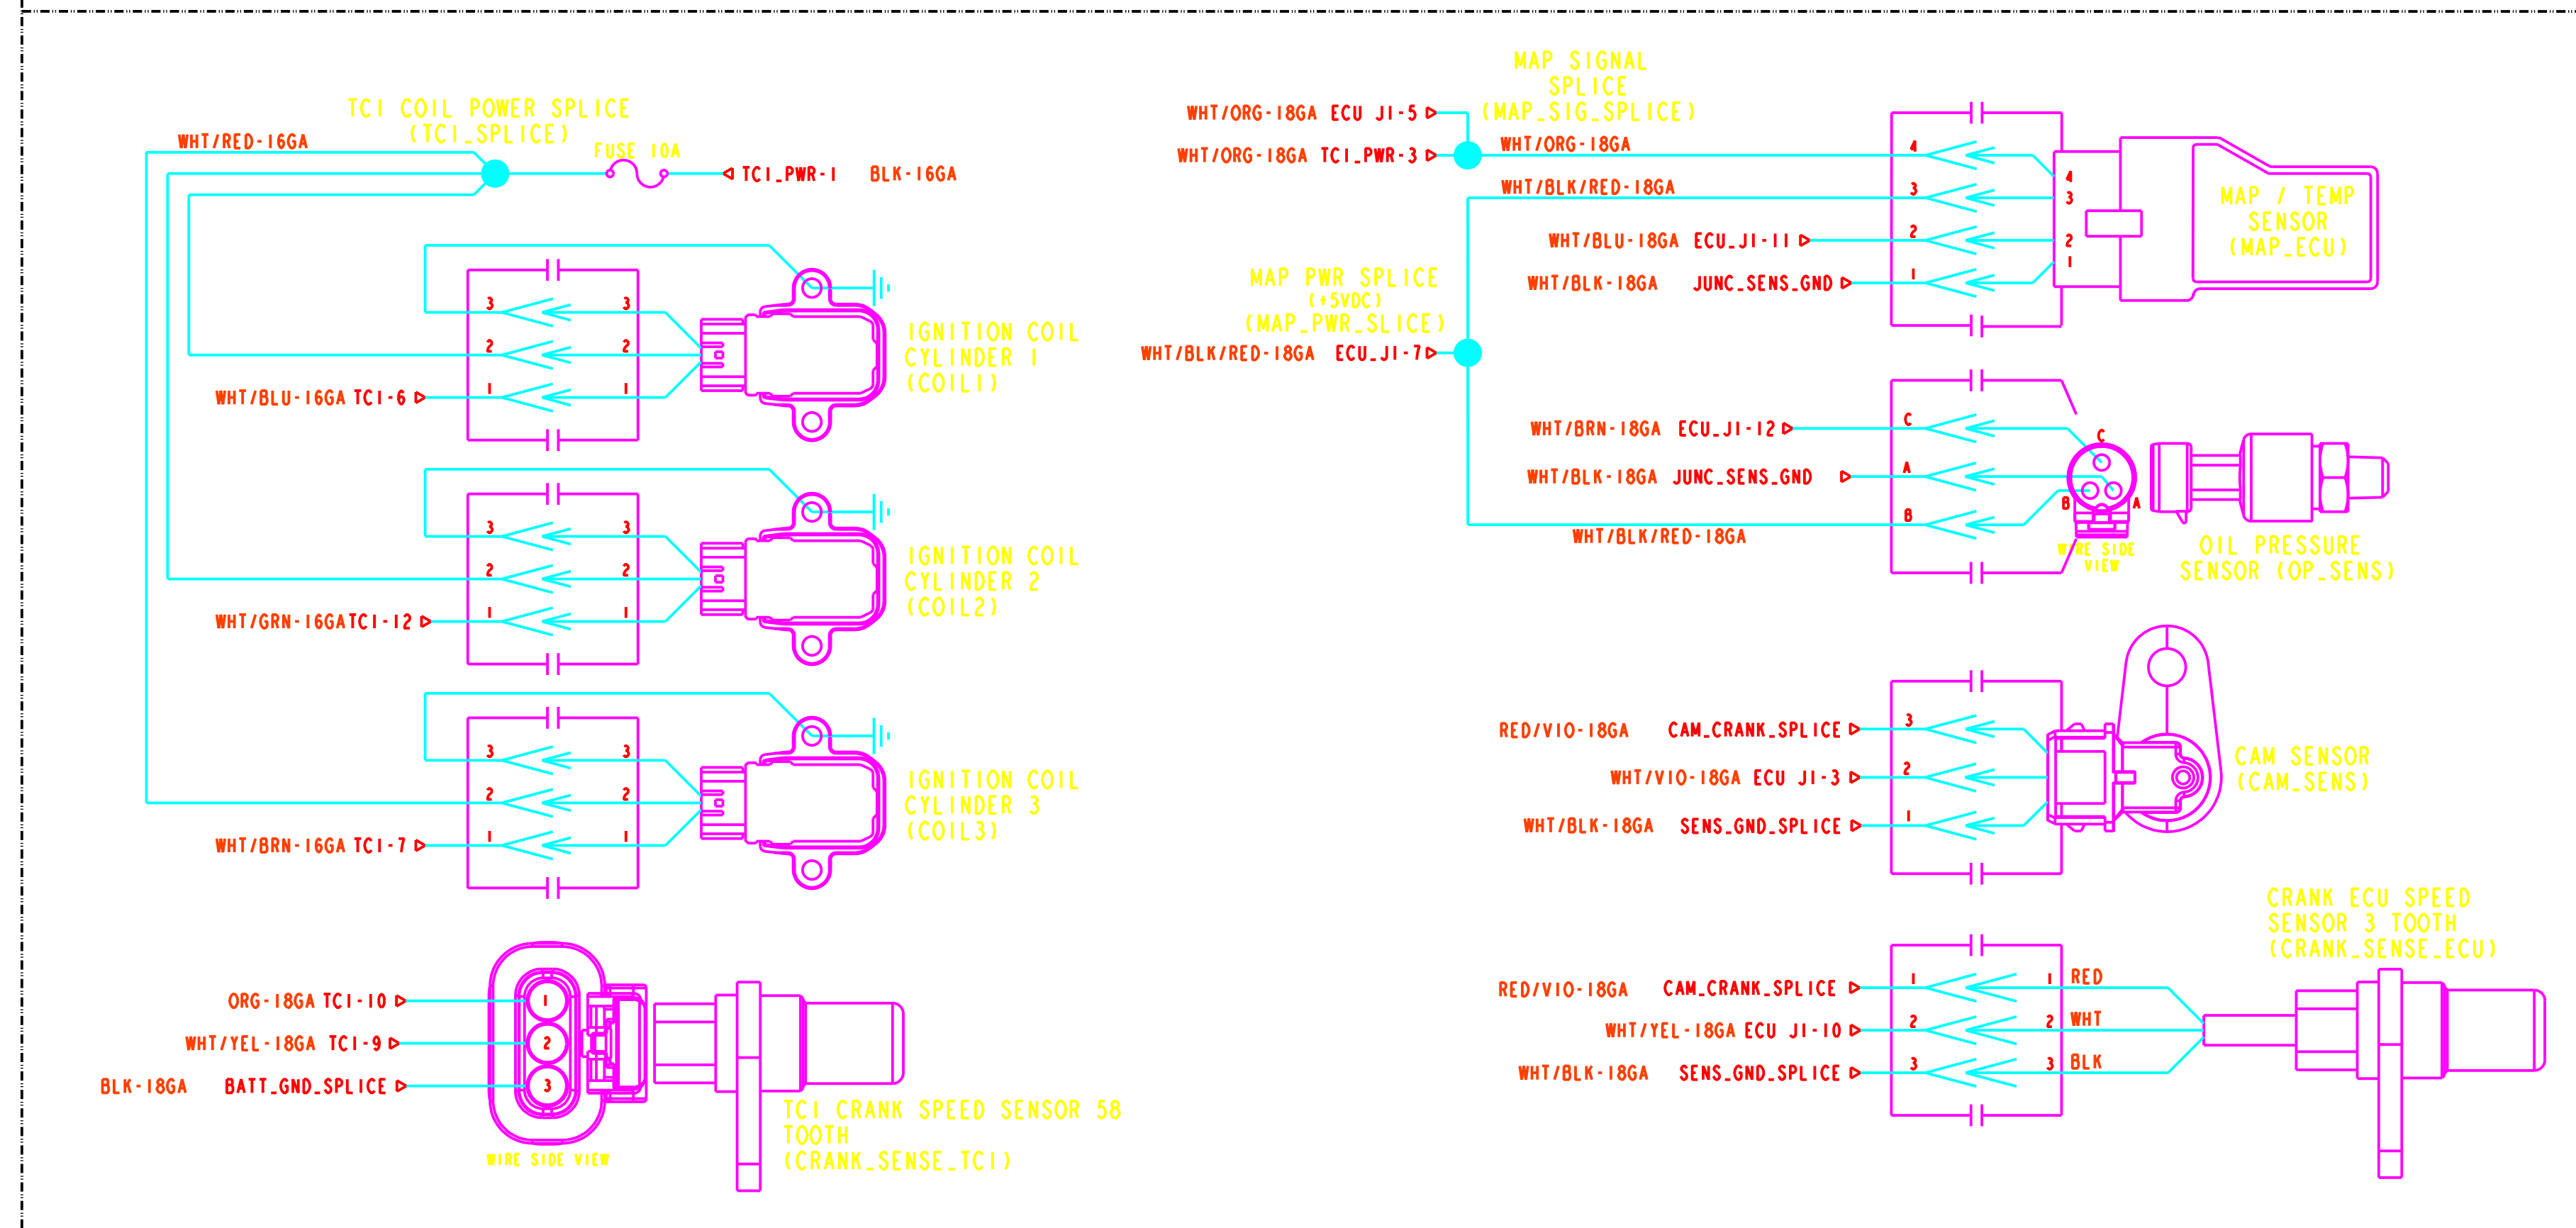 TCI COIL POWER SPLICE
(TCI_SPLICE)
WHT/RED-16GA
FUSE 10A
TCI_PWR-1 BLK-16GA
3 3
2 2
1 1
WHT/BLU-16GA TCI-6
IGNITION COIL
CYLINDER 1
(COIL1)
3 3
2 2
1 1
WHT/GRN-16GA TCI-12
IGNITION COIL
CYLINDER 2
(COIL2)
3 3
2 2
1 1
WHT/BRN-16GA TCI-7
IGNITION COIL
CYLINDER 3
(COIL3)
ORG-18GA TCI-10 1
WHT/YEL-18GA TCI-9 2
BLK-18GA BATT_GND_SPLICE 3
WIRE SIDE VIEW
TCI CRANK SPEED SENSOR 58
TOOTH
(CRANK_SENSE_TCI)
MAP SIGNAL
SPLICE
(MAP_SIG_SPLICE)
WHT/ORG-18GA ECU J1-5
WHT/ORG-18GA TCI_PWR-3 WHT/ORG-18GA 4 4
WHT/BLK/RED-18GA 3 3
WHT/BLU-18GA ECU_J1-11 2 2
WHT/BLK-18GA JUNC_SENS_GND 1 1
MAP / TEMP
SENSOR
(MAP_ECU)
MAP PWR SPLICE
(+5VDC)
(MAP_PWR_SLICE)
WHT/BLK/RED-18GA ECU_J1-7
WHT/BRN-18GA ECU_J1-12 C C
WHT/BLK-18GA JUNC_SENS_GND A
B A
B
WHT/BLK/RED-18GA
WIRE SIDE
VIEW
OIL PRESSURE
SENSOR (OP_SENS)
RED/VIO-18GA CAM_CRANK_SPLICE 3
WHT/VIO-18GA ECU J1-3 2
WHT/BLK-18GA SENS_GND_SPLICE 1
CAM SENSOR
(CAM_SENS)
CRANK ECU SPEED
SENSOR 3 TOOTH
(CRANK_SENSE_ECU)
RED/VIO-18GA CAM_CRANK_SPLICE 1 1 RED
WHT/YEL-18GA ECU J1-10 2 2 WHT
WHT/BLK-18GA SENS_GND_SPLICE 3 3 BLK